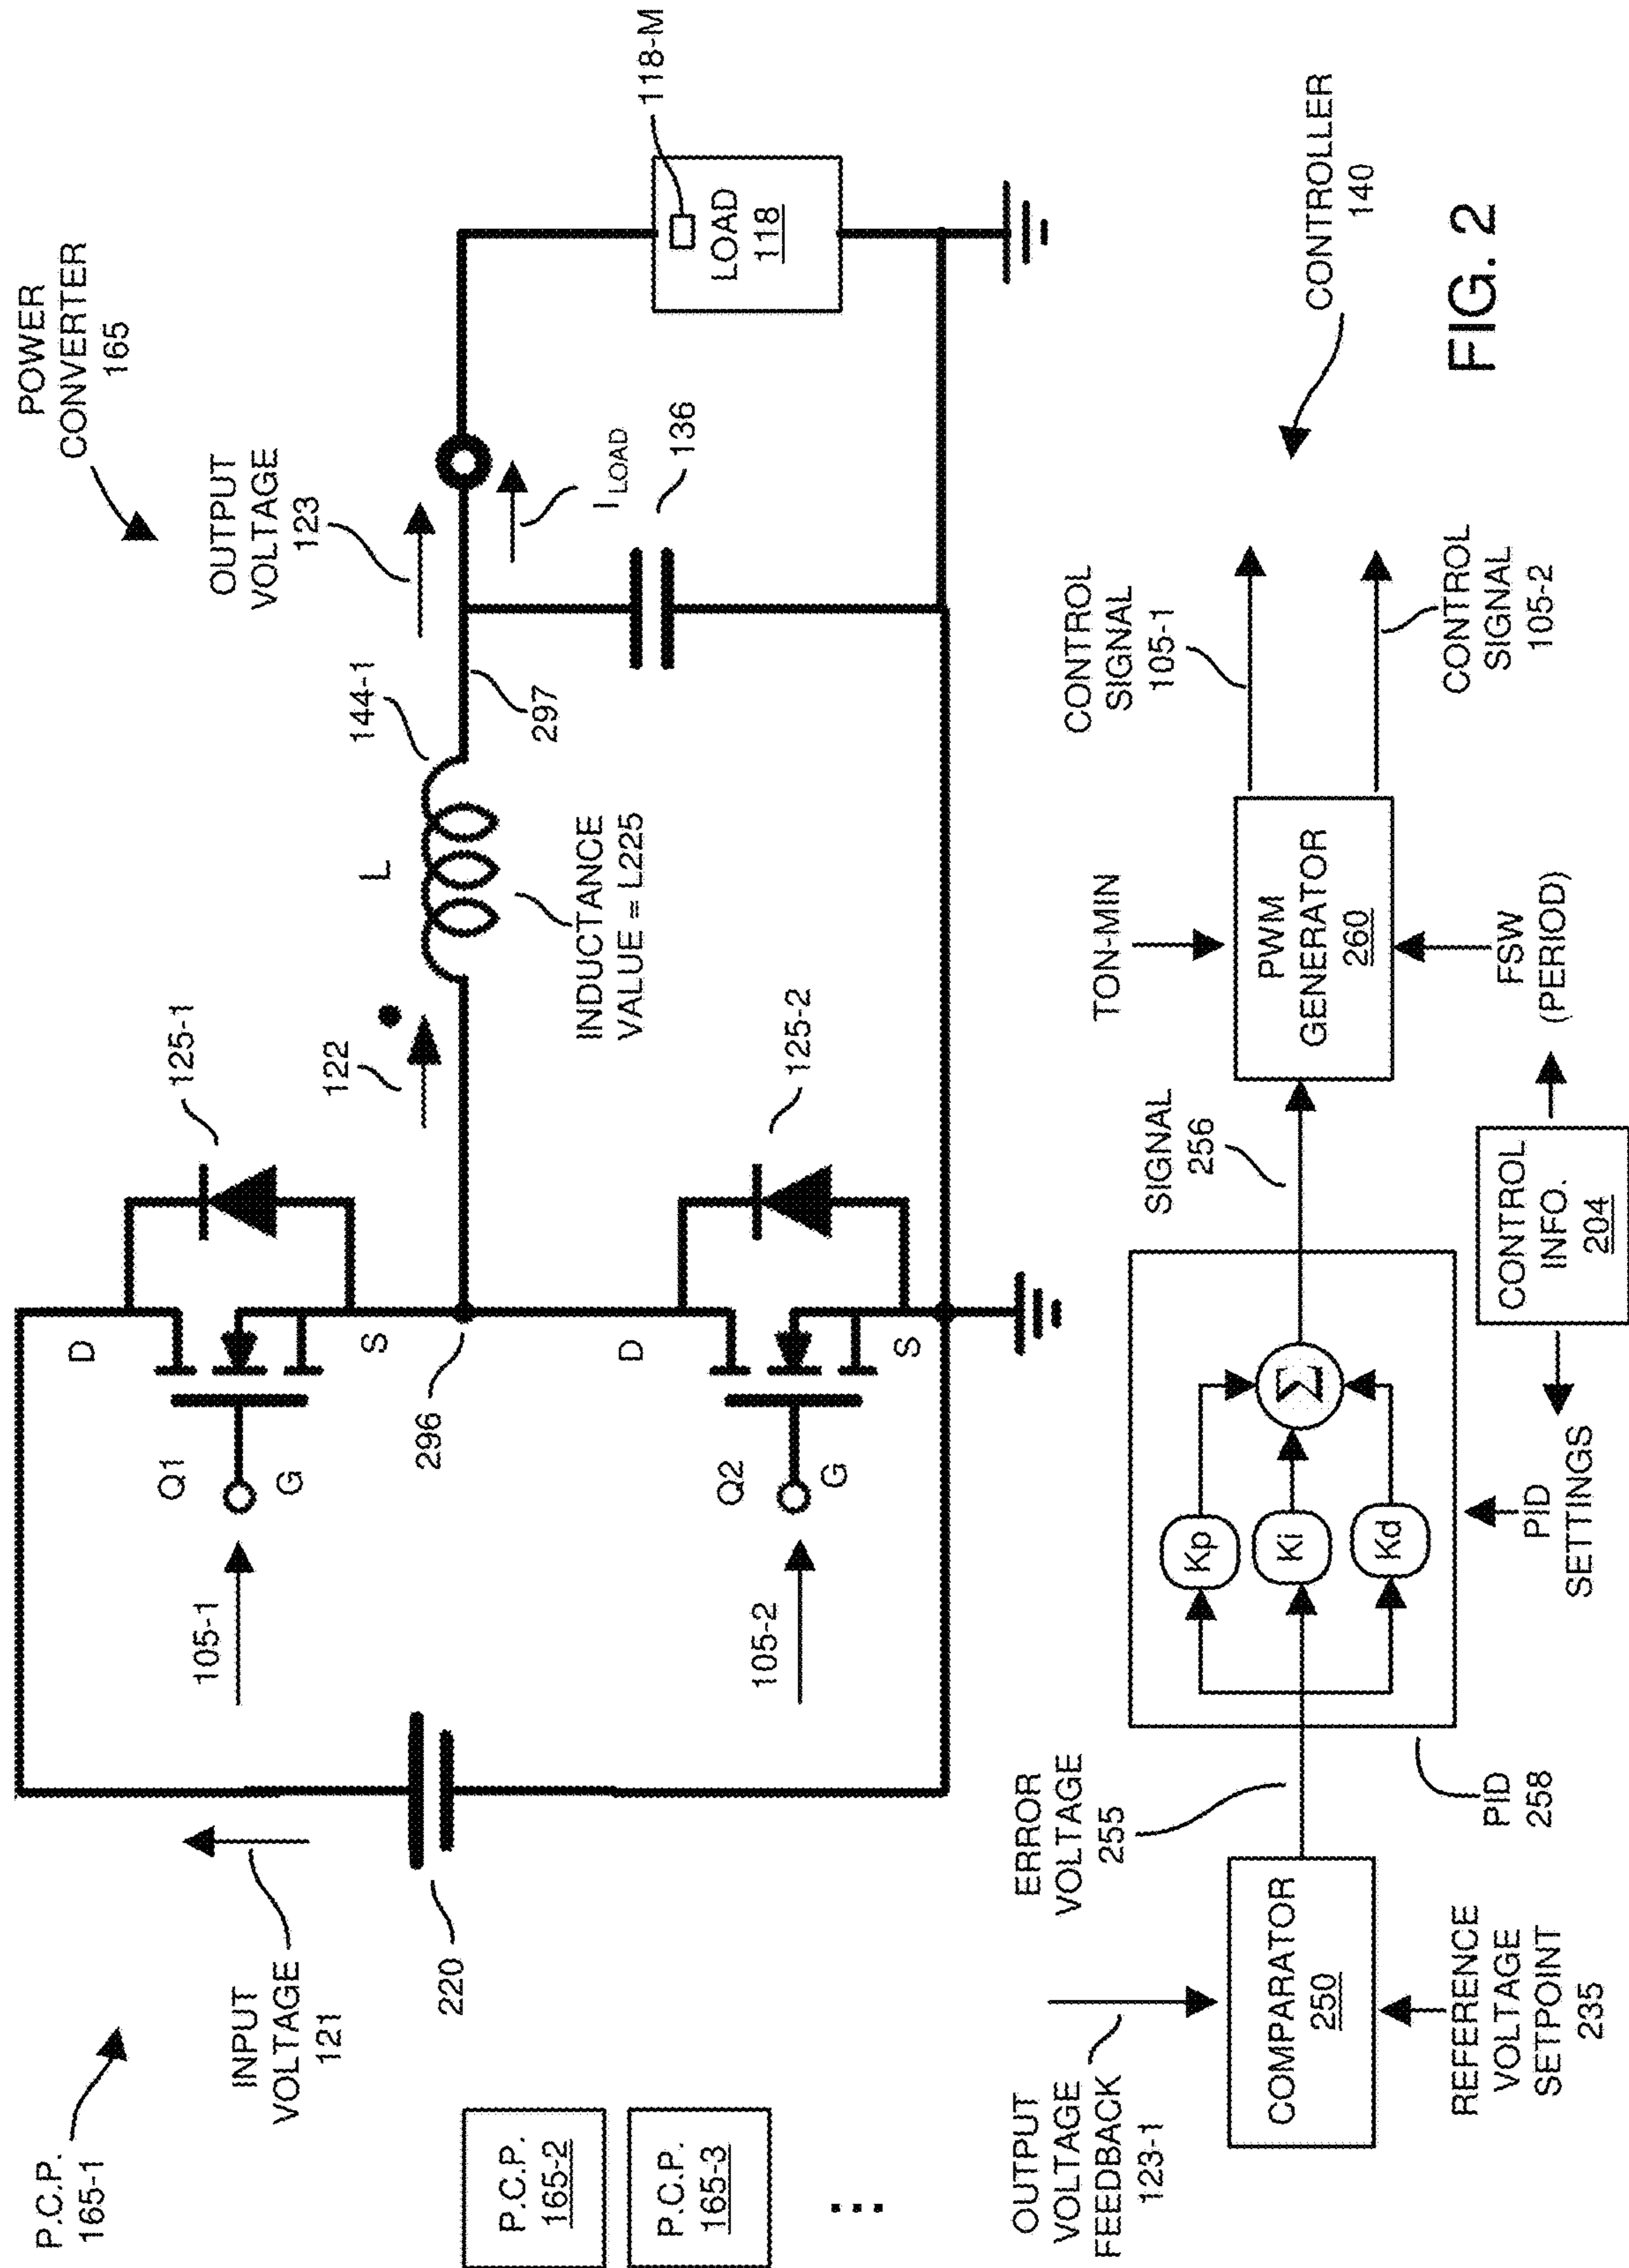 P.C.P.
165-1
POWER
CONVERTER
165
INPUT
VOLTAGE
121
220
105-1
Q1
G
D
S
125-1
296
105-2
Q2
G
D
S
125-2
122
L
144-1
INDUCTANCE
VALUE = L225
297
OUTPUT
VOLTAGE
123
ILOAD
136
118-M
LOAD
118
P.C.P.
165-2
P.C.P.
165-3
...
OUTPUT
VOLTAGE
FEEDBACK
123-1
COMPARATOR
250
REFERENCE
VOLTAGE
SETPOINT
235
ERROR
VOLTAGE
255
Kp
Ki
Kd
Σ
PID
258
PID
SETTINGS
CONTROL
INFO.
204
SIGNAL
256
TON-MIN
PWM
GENERATOR
260
FSW
(PERIOD)
CONTROL
SIGNAL
105-1
CONTROL
SIGNAL
105-2
CONTROLLER
140
FIG. 2